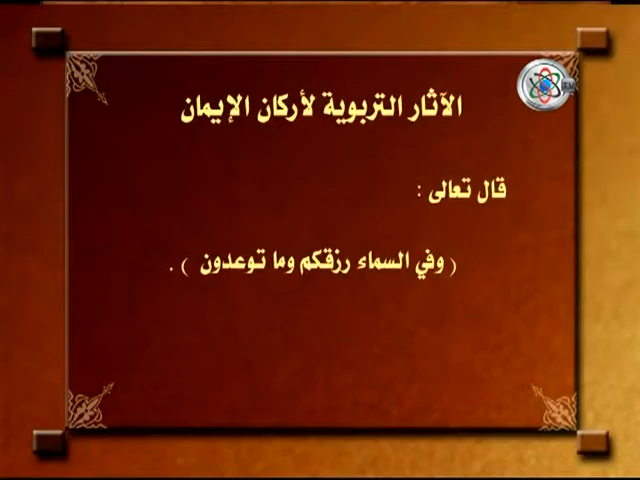 الآثار التربوية لأركان الإيمان
قال تعالى :
( وفي السماء رزقكم وما توعدون ) .